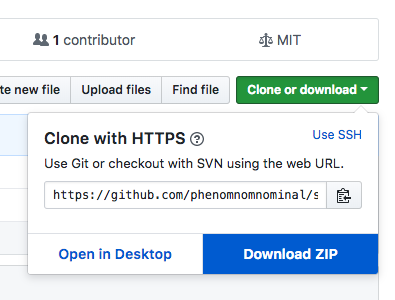 1 contributor
MIT
te new file
Upload files
Find file
Clone or download
Clone with HTTPS
Use SSH
Use Git or checkout with SVN using the web URL.
https://github.com/phenomnomnominal/s
Open in Desktop
Download ZIP